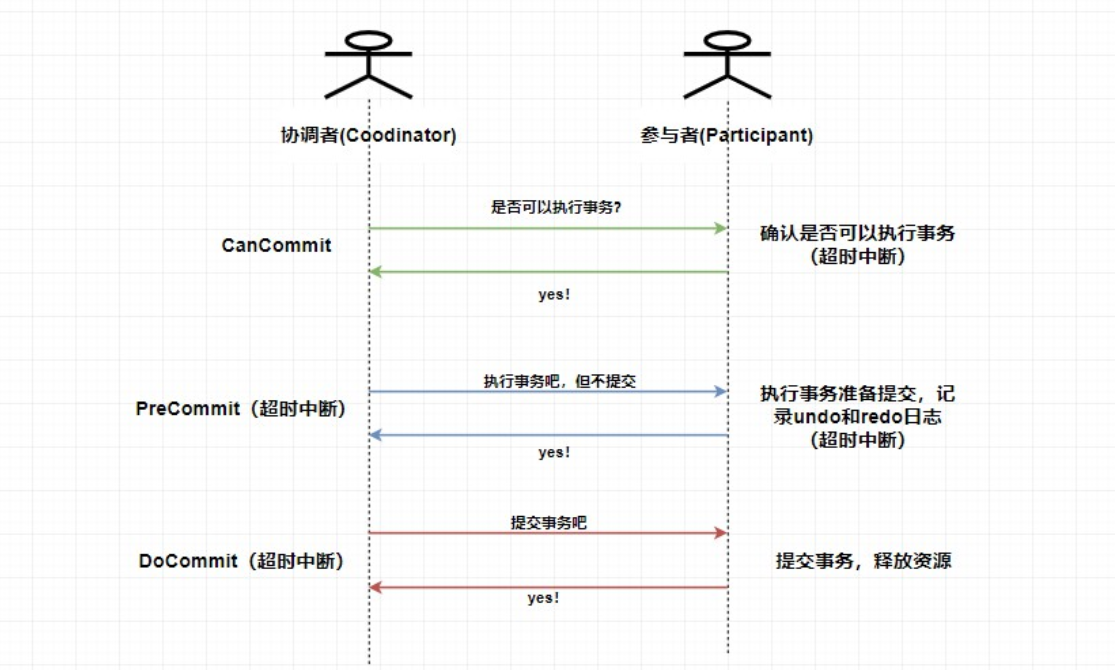 协调者(Coodinator)
参与者(Participant)
是否可以执行事务?
CanCommit
确认是否可以执行事务
（超时中断）
yes!
执行事务吧，但不提交
PreCommit（超时中断）
执行事务准备提交，记
录undo和redo日志
（超时中断）
yes!
提交事务吧
DoCommit（超时中断）
提交事务，释放资源
yes!